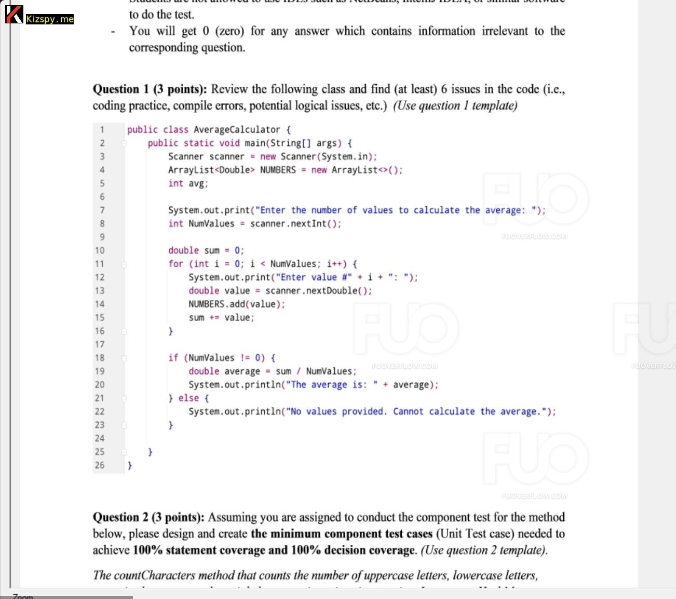 Kizspy.me
to do the test.
- You will get 0 (zero) for any answer which contains information irrelevant to the
corresponding question.
Question 1 (3 points): Review the following class and find (at least) 6 issues in the code (i.e.,
coding practice, compile errors, potential logical issues, etc.) (Use question 1 template)
1 public class AverageCalculator {
2 public static void main(String[] args) {
3 Scanner scanner = new Scanner(System.in);
4 ArrayList<Double> NUMBERS = new ArrayList<>();
5 int avg;
6
7 System.out.print("Enter the number of values to calculate the average: ");
8 int NumValues = scanner.nextInt();
9
10 double sum = 0;
11 for (int i = 0; i < NumValues; i++) {
12 System.out.print("Enter value #" + i + ": ");
13 double value = scanner.nextDouble();
14 NUMBERS.add(value);
15 sum += value;
16 }
17
18 if (NumValues != 0) {
19 double average = sum / NumValues;
20 System.out.println("The average is: " + average);
21 } else {
22 System.out.println("No values provided. Cannot calculate the average.");
23 }
24
25 }
26 }
FUO
FUO
FU
FUO
Question 2 (3 points): Assuming you are assigned to conduct the component test for the method
below, please design and create the minimum component test cases (Unit Test case) needed to
achieve 100% statement coverage and 100% decision coverage. (Use question 2 template).
The countCharacters method that counts the number of uppercase letters, lowercase letters,
Zoom